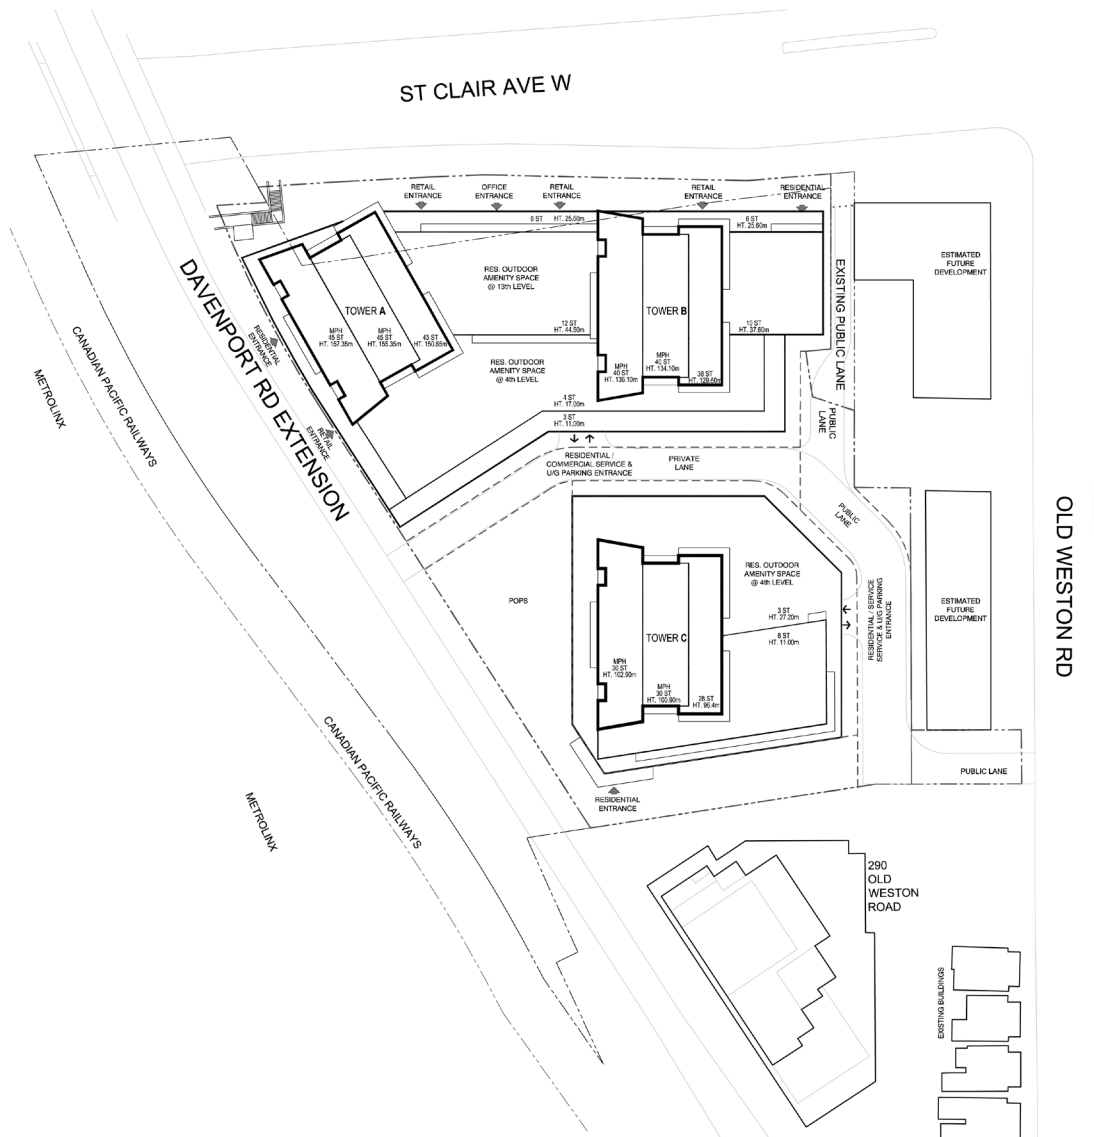 ST CLAIR AVE W
RETAIL
ENTRANCE
OFFICE
ENTRANCE
RETAIL
ENTRANCE
RETAIL
ENTRANCE
RESIDENTIAL
ENTRANCE
6 ST
HT. 25.60m
6 ST
HT. 25.60m
RES. OUTDOOR
AMENITY SPACE
@ 13th LEVEL
TOWER A
MPH
45 ST
HT. 157.35m
MPH
45 ST
HT. 155.35m
43 ST
HT. 150.85m
12 ST
HT. 44.50m
TOWER B
MPH
40 ST
HT. 136.10m
MPH
40 ST
HT. 134.10m
38 ST
HT. 129.60m
10 ST
HT. 37.60m
RES. OUTDOOR
AMENITY SPACE
@ 4th LEVEL
4 ST
HT. 17.00m
3 ST
HT. 11.00m
EXISTING PUBLIC LANE
ESTIMATED
FUTURE
DEVELOPMENT
RESIDENTIAL
ENTRANCE
RETAIL
ENTRANCE
DAVENPORT RD EXTENSION
CANADIAN PACIFIC RAILWAYS
METROLINX
RESIDENTIAL /
COMMERCIAL SERVICE &
U/G PARKING ENTRANCE
PRIVATE
LANE
PUBLIC
LANE
PUBLIC
LANE
OLD WESTON RD
RES. OUTDOOR
AMENITY SPACE
@ 4th LEVEL
POPS
3 ST
HT. 27.20m
8 ST
HT. 11.00m
TOWER C
MPH
30 ST
HT. 102.90m
MPH
30 ST
HT. 100.90m
28 ST
HT. 96.4m
RESIDENTIAL / SERVICE
SERVICE & U/G PARKING
ENTRANCE
ESTIMATED
FUTURE
DEVELOPMENT
PUBLIC LANE
RESIDENTIAL
ENTRANCE
CANADIAN PACIFIC RAILWAYS
METROLINX
290
OLD
WESTON
ROAD
EXISTING BUILDINGS